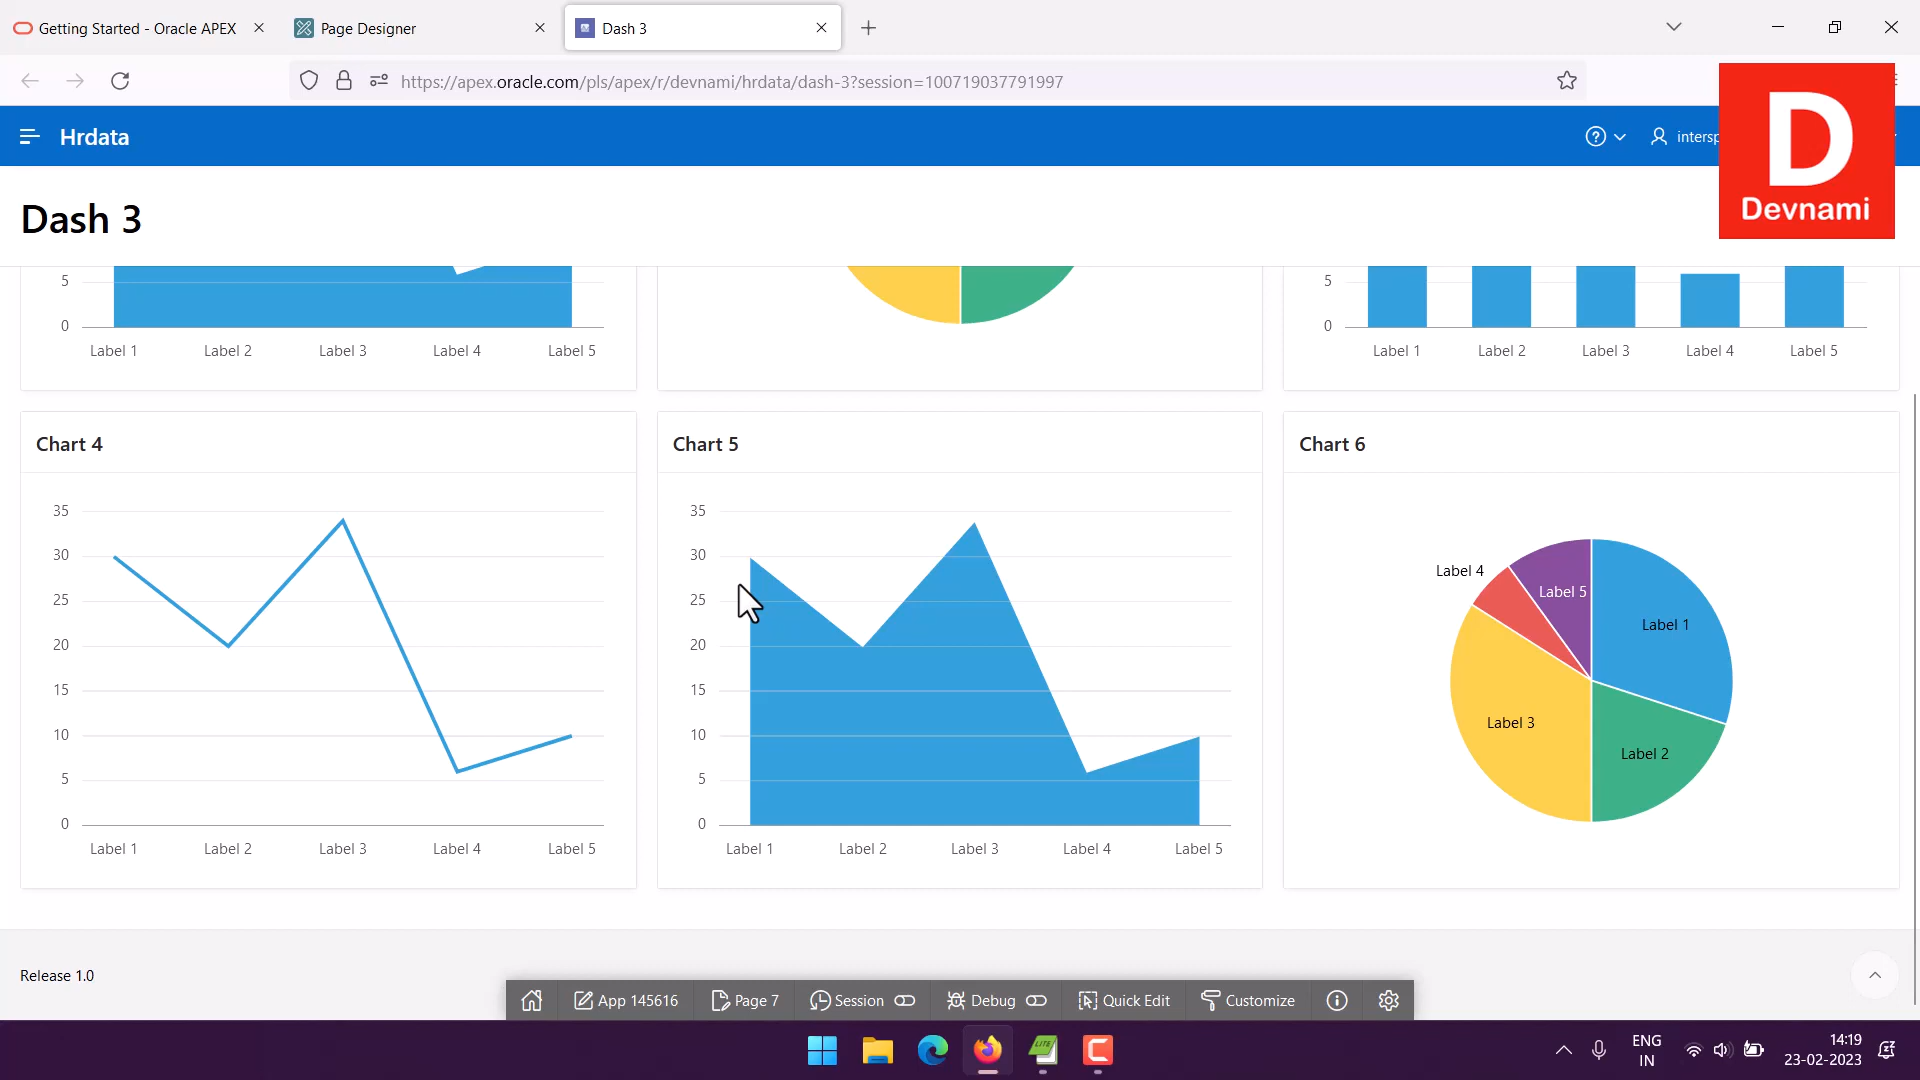 Getting Started - Oracle APEX
Page Designer
Dash 3
https://apex.oracle.com/pls/apex/r/devnami/hrdata/dash-3?session=100719037791997
Hrdata
intersp
D
Devnami
Dash 3
5
0
Label 1 Label 2 Label 3 Label 4 Label 5
5
0
Label 1 Label 2 Label 3 Label 4 Label 5
Chart 4
35
30
25
20
15
10
5
0
Label 1 Label 2 Label 3 Label 4 Label 5
Chart 5
35
30
25
20
15
10
5
0
Label 1 Label 2 Label 3 Label 4 Label 5
Chart 6
Label 4
Label 5
Label 1
Label 3
Label 2
Release 1.0
App 145616
Page 7
Session
Debug
Quick Edit
Customize
LITE
ENG
IN
14:19
23-02-2023